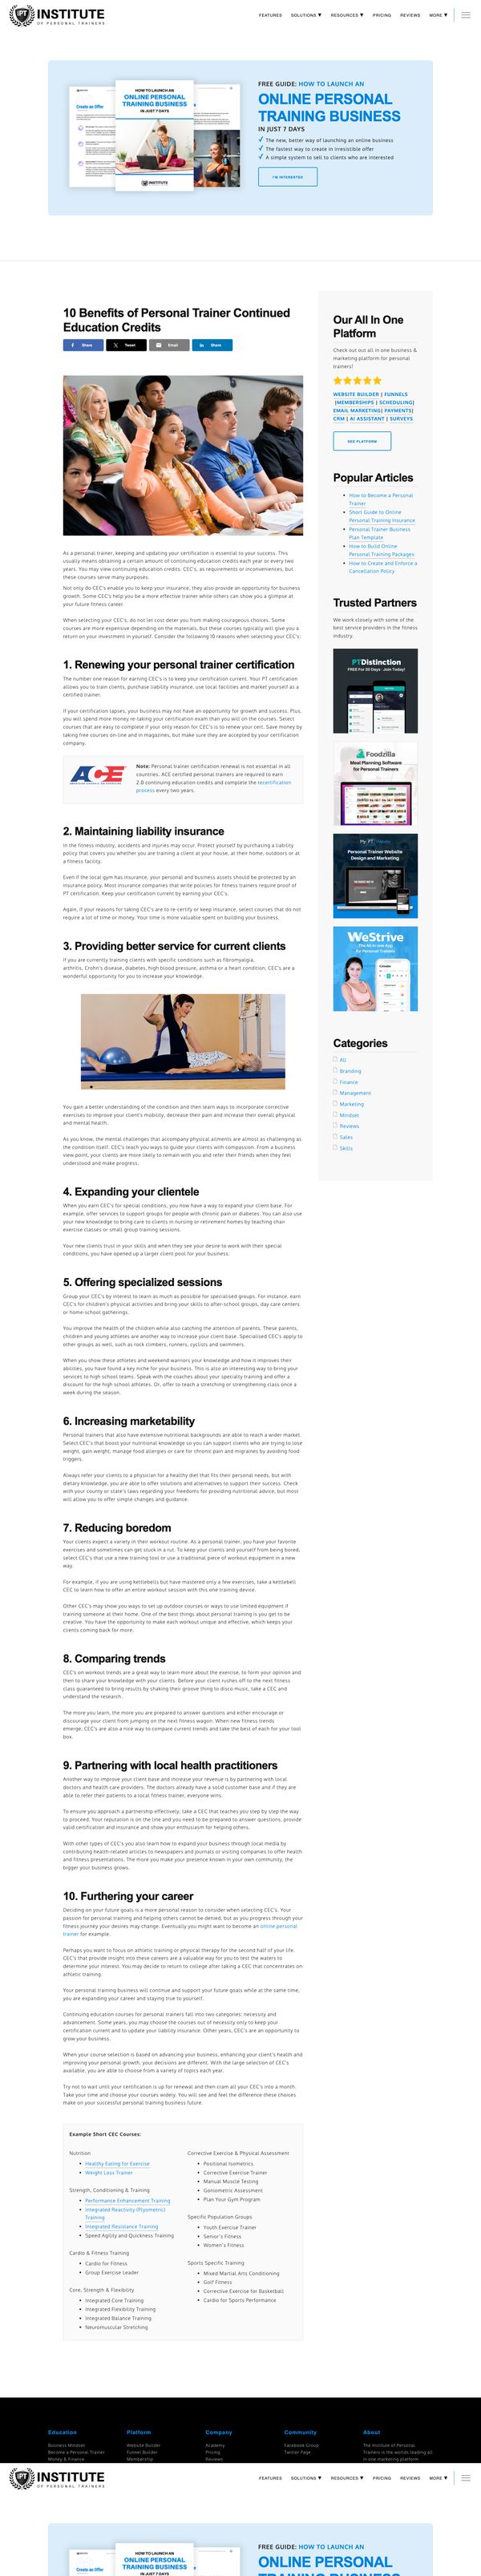 INSTITUTE
OF PERSONAL TRAINERS
FEATURES SOLUTIONS ▼ RESOURCES ▼ PRICING REVIEWS MORE ▼
Create an Offer
HOW TO LAUNCH AN
ONLINE PERSONAL
TRAINING BUSINESS
IN JUST 7 DAYS
INSTITUTE
FREE GUIDE: HOW TO LAUNCH AN
ONLINE PERSONAL
TRAINING BUSINESS
IN JUST 7 DAYS
The new, better way of launching an online business
The fastest way to create in irresistible offer
A simple system to sell to clients who are interested
I'M INTERESTED
10 Benefits of Personal Trainer Continued
Education Credits
Share Tweet Email Share
As a personal trainer, growing and updating your education is essential to your success. This
usually means obtaining a certain amount of continuing education credits each year or every two
years. You may view continuing education credits, CEC's, as requirements or inconveniences, but
these courses serve many purposes.
Not only do CEC's enable you to keep your insurance, they also provide an opportunity for business
growth. Some CEC's help you be a more effective trainer while others can show you a glimpse at
your future fitness career.
When selecting your CEC's, do not let cost deter you from making courageous choices. Some
courses are more expensive depending on the materials, but these courses typically will give you a
return on your investment in yourself. Consider the following 10 reasons when selecting your CEC's:
1. Renewing your personal trainer certification
The number one reason for earning CEC's is to keep your certification current. Your PT certification
allows you to train clients, purchase liability insurance, use local facilities and market yourself as a
certified trainer.
If your certification lapses, your business may be negatively affected by past or future clients. Plus,
you will spend more money re-taking your certification exam than you will on the courses. Select
courses that are easy or inexpensive if your only reason for CEC's is to keep your cert. Save money by
taking free courses, on-line and in magazines, but make sure they are accepted by your certification
company.
ACE
Note: Personal trainer certification renewal is not essential in all
countries. ACE certified personal trainers are required to earn
2.0 continuing education credits and complete the recertification
process every two years.
2. Maintaining liability insurance
In the fitness industry, accidents and injuries may occur. Protect yourself by purchasing a liability
policy that covers you whether you are training a client at your house, at their home, outdoors or at
a fitness facility.
Even if the local gym has insurance, your personal and business assets should be protected by an
insurance policy. Most insurance companies that write policies for fitness trainers require proof of
PT certification. Keep your certification current by earning your CEC's.
Again, if your reasons for taking CEC's are to re-certify or keep insurance, select courses that do not
require a lot of time or money. Your time is more valuable spent on building your business.
3. Providing better service for current clients
If you are currently training clients with specific conditions such as fibromyalgia,
arthritis, Crohn's disease, diabetes, high blood pressure, asthma or a heart condition, CEC's are a
wonderful opportunity for you to increase your knowledge.
You gain a better understanding of the condition and then learn ways to incorporate corrective
exercises to improve your client's mobility, decrease their pain and increase their overall physical
and mental health.
As you know, the mental challenges that accompany physical ailments are almost as challenging as
the condition itself. CEC's teach you ways to guide your clients with compassion. From a business
view point, your clients are more likely to remain with you and refer their friends when they feel
understood and make progress.
4. Expanding your clientele
When you earn CEC's for special conditions, you now have a way to expand your client base. For
example, offer services to support groups for people with chronic pain or diabetes. You can also use
your new knowledge to bring care to clients in nursing or retirement homes by teaching chair
exercise classes or small group training sessions.
Your new clients trust in your skills and when they see your desire to work with their special
conditions, you have opened up a larger client pool for your business.
5. Offering specialized sessions
Group your CEC's by interest to learn as much as possible for specialised groups. For instance, earn
CEC's for children's physical activities and bring your skills to after-school groups, day care centers
or home-school gatherings.
You improve the health of the children while also catching the attention of parents. These parents,
children and young athletes are another way to increase your client base. Specialised CEC's apply to
other groups as well, such as rock climbers, runners, cyclists and swimmers.
When you show these athletes and weekend warriors your knowledge and how it improves their
abilities, you have found a key niche for your business. This is also an interesting way to bring your
services to high school teams. Speak with the coaches about your specialty training and offer a
discount for the high school athletes. Or, offer to teach a stretching or strengthening class once a
week during the season.
6. Increasing marketability
Personal trainers that also have extensive nutritional backgrounds are able to reach a wider market.
Select CEC's that boost your nutritional knowledge so you can support clients who are trying to lose
weight, gain weight, manage food allergies or care for chronic pain and migraines by avoiding food
triggers.
Always refer your clients to a physician for a healthy diet that fits their personal needs, but with
dietary knowledge, you are able to offer solutions and alternatives to support their success. Check
with your county or state's laws regarding your freedoms for providing nutritional advice, but most
will allow you to offer simple changes and guidance.
7. Reducing boredom
Your clients expect a variety in their workout routine. As a personal trainer, you have your favorite
exercises and sometimes can get stuck in a rut. To keep your clients and yourself from being bored,
select CEC's that use a new training tool or use a traditional piece of workout equipment in a new
way.
For example, if you are using kettlebells but have mastered only a few exercises, take a kettlebell
CEC to learn how to offer an entire workout session with this one training device.
Other CEC's may show you ways to set up outdoor courses or ways to use limited equipment if
training someone at their home. One of the best things about personal training is you get to be
creative. You have the opportunity to make each workout unique and effective, which keeps your
clients coming back for more.
8. Comparing trends
CEC's on workout trends are a great way to learn more about the exercise, to form your opinion and
then to share your knowledge with your clients. Before your client rushes off to the next fitness
class guaranteed to bring results by shaking their groove thing to disco music, take a CEC and
understand the research.
The more you learn, the more you are prepared to answer questions and either encourage or
discourage your client from jumping on the next fitness wagon. When new fitness trends
emerge, CEC's are also a nice way to compare current trends and take the best of each for your tool
box.
9. Partnering with local health practitioners
Another way to improve your client base and increase your revenue is by partnering with local
doctors and health care providers. The doctors already have a solid customer base and if they are
able to refer their patients to a local fitness trainer, everyone wins.
To ensure you approach a partnership effectively, take a CEC that teaches you step by step the way
to proceed. Your reputation is on the line and you need to be prepared to answer questions, provide
valid certification and insurance and show your enthusiasm for helping others.
With other types of CEC's you also learn how to expand your business through local media by
contributing health-related articles to newspapers and journals or visiting companies to offer health
and fitness presentations. The more you make your presence known in your own community, the
bigger your business grows.
10. Furthering your career
Deciding on your future goals is a more personal reason to consider when selecting CEC's. Your
passion for personal training and helping others cannot be denied, but as you progress through your
fitness journey your desires may change. Eventually you might want to become an online personal
trainer for example.
Perhaps you want to focus on athletic training or physical therapy for the second half of your life.
CEC's that provide insight into these careers are a valuable way for you to test the waters to
determine your interest. You may decide to return to college after taking a CEC that concentrates on
athletic training.
Your personal training business will continue and support your future goals while at the same time,
you are expanding your career and staying true to yourself.
Continuing education courses for personal trainers fall into two categories: necessity and
advancement. Some years, you may choose the courses out of necessity only to keep your
certification current and to update your liability insurance. Other years, CEC's are an opportunity to
grow your business.
When your course selection is based on advancing your business, enhancing your client's health and
improving your personal growth, your decisions are different. With the large selection of CEC's
available, you are able to choose from a variety of topics each year.
Try not to wait until your certification is up for renewal and then cram all your CEC's into a month.
Take your time and choose your courses widely. You will see and feel the difference these choices
make on your successful personal training business future.
Example Short CEC Courses:
Nutrition
Healthy Eating for Exercise
Weight Loss Trainer
Strength, Conditioning & Training
Performance Enhancement Training
Integrated Reactivity (Plyometric)
Training
Integrated Resistance Training
Speed Agility and Quickness Training
Cardio & Fitness Training
Cardio for Fitness
Group Exercise Leader
Core, Strength & Flexibility
Integrated Core Training
Integrated Flexibility Training
Integrated Balance Training
Neuromuscular Stretching
Corrective Exercise & Physical Assessment
Positional Isometrics
Corrective Exercise Trainer
Manual Muscle Testing
Goniometric Assessment
Plan Your Gym Program
Specific Population Groups
Youth Exercise Trainer
Senior's Fitness
Women's Fitness
Sports Specific Training
Mixed Martial Arts Conditioning
Golf Fitness
Corrective Exercise for Basketball
Cardio for Sports Performance
Our All In One
Platform
Check out out all in one business &
marketing platform for personal
trainers!
WEBSITE BUILDER | FUNNELS
|MEMBERSHIPS | SCHEDULING|
EMAIL MARKETING| PAYMENTS|
CRM | AI ASSISTANT | SURVEYS
SEE PLATFORM
Popular Articles
How to Become a Personal
Trainer
Short Guide to Online
Personal Training Insurance
Personal Trainer Business
Plan Template
How to Build Online
Personal Training Packages
How to Create and Enforce a
Cancellation Policy
Trusted Partners
We work closely with some of the
best service providers in the fitness
industry.
PTDistinction
FREE For 30 Days - Join Today!
Foodzilla
Meal Planning Software
for Personal Trainers
My PT Website
Personal Trainer Website
Design and Marketing
WeStrive
The All-in-one App
for Personal Trainers
Categories
All
Branding
Finance
Management
Marketing
Mindset
Reviews
Sales
Skills
Education Platform Company Community About
Business Mindset Website Builder Academy Facebook Group The Institute of Personal
Become a Personal Trainer Funnel Builder Pricing Twitter Page Trainers is the worlds leading all
Money & Finance Membership Reviews in one marketing platform
INSTITUTE
OF PERSONAL TRAINERS
FEATURES SOLUTIONS ▼ RESOURCES ▼ PRICING REVIEWS MORE ▼
Create an Offer
HOW TO LAUNCH AN
ONLINE PERSONAL
TRAINING BUSINESS
IN JUST 7 DAYS
FREE GUIDE: HOW TO LAUNCH AN
ONLINE PERSONAL